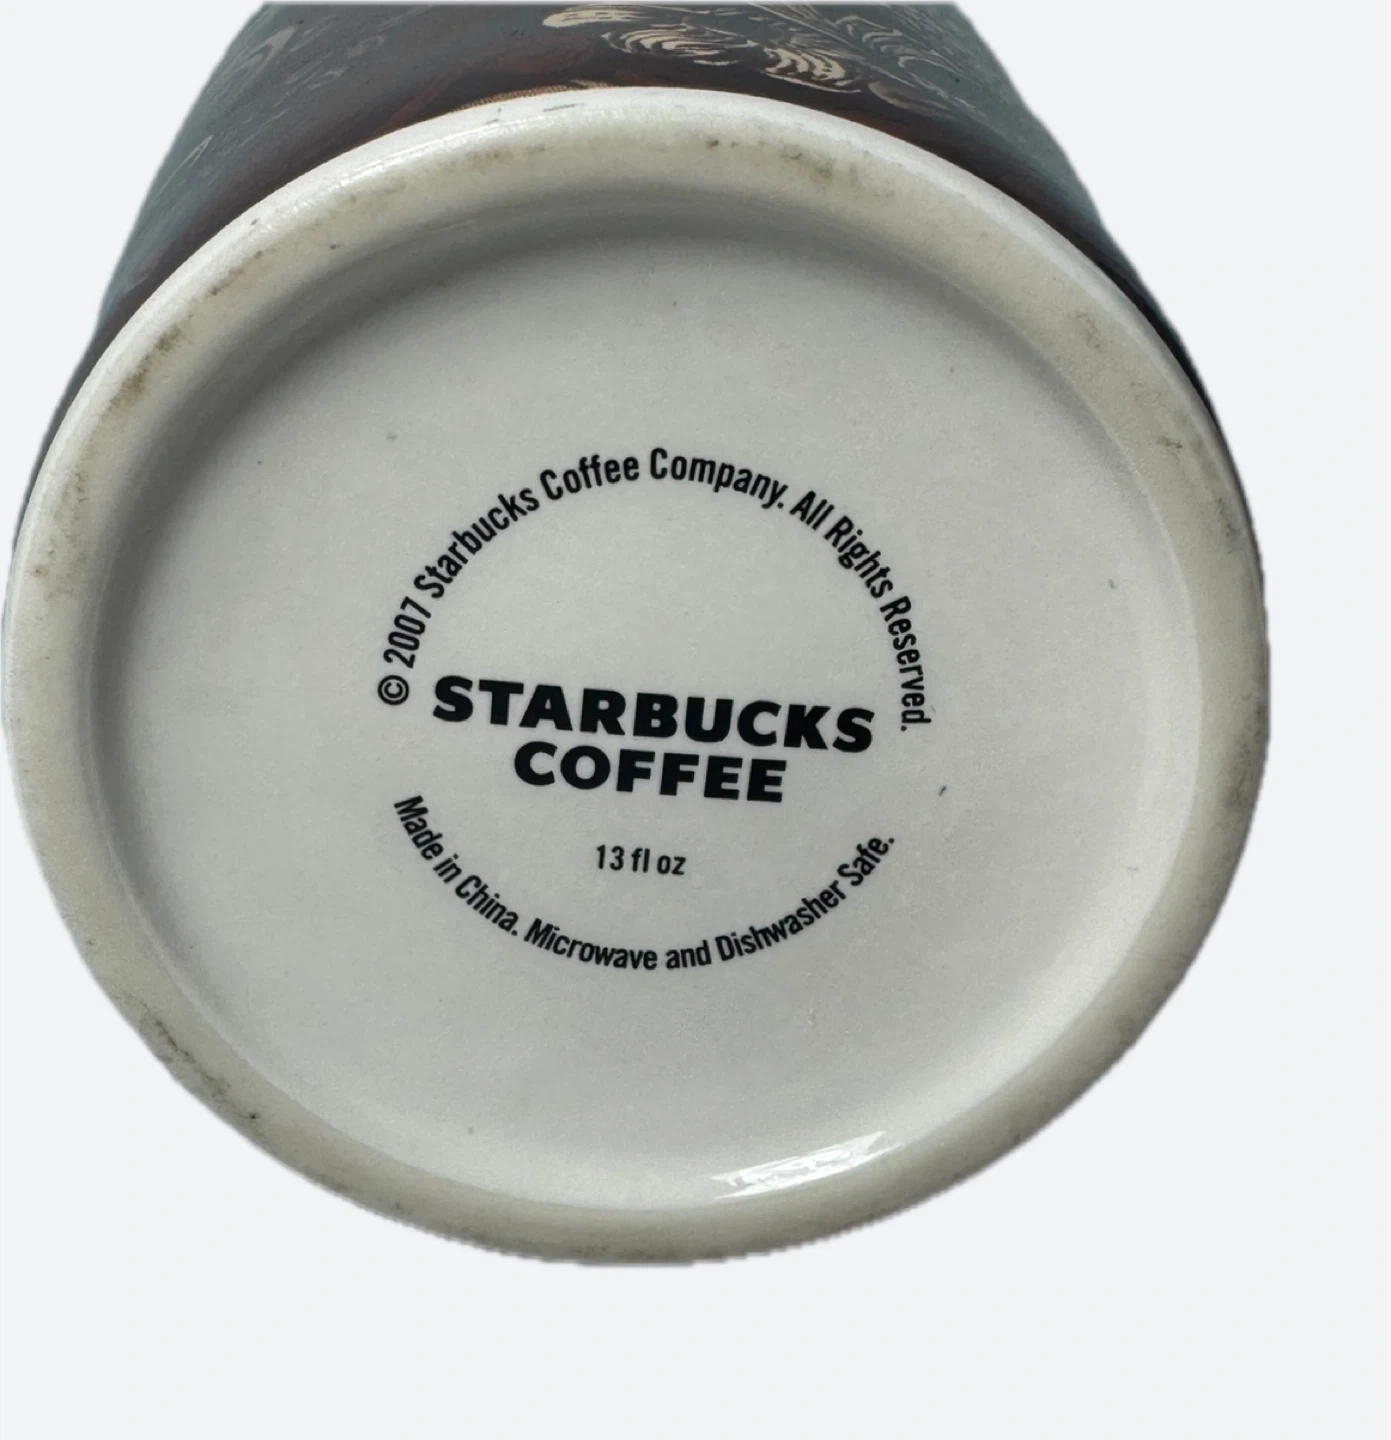 © 2007 Starbucks Coffee Company. All Rights Reserved.
STARBUCKS
COFFEE
13 fl oz
Made in China. Microwave and Dishwasher Safe.